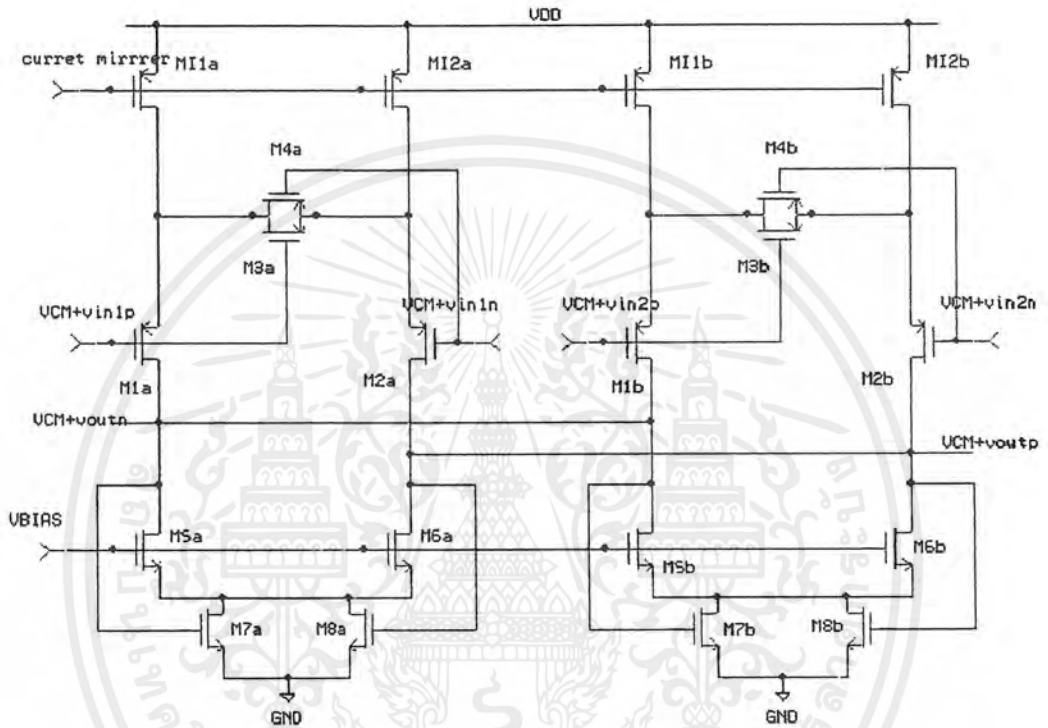 VDD
curret mirrrer
MI1a
MI2a
MI1b
MI2b
M4a
M4b
M3a
M3b
VCM+vin1p
VCM+vin1n
VCM+vin2p
VCM+vin2n
M1a
M2a
M1b
M2b
VCM+voutn
VCM+voutp
VBIAS
M5a
M6a
M5b
M6b
M7a
M8a
M7b
M8b
GND
GND